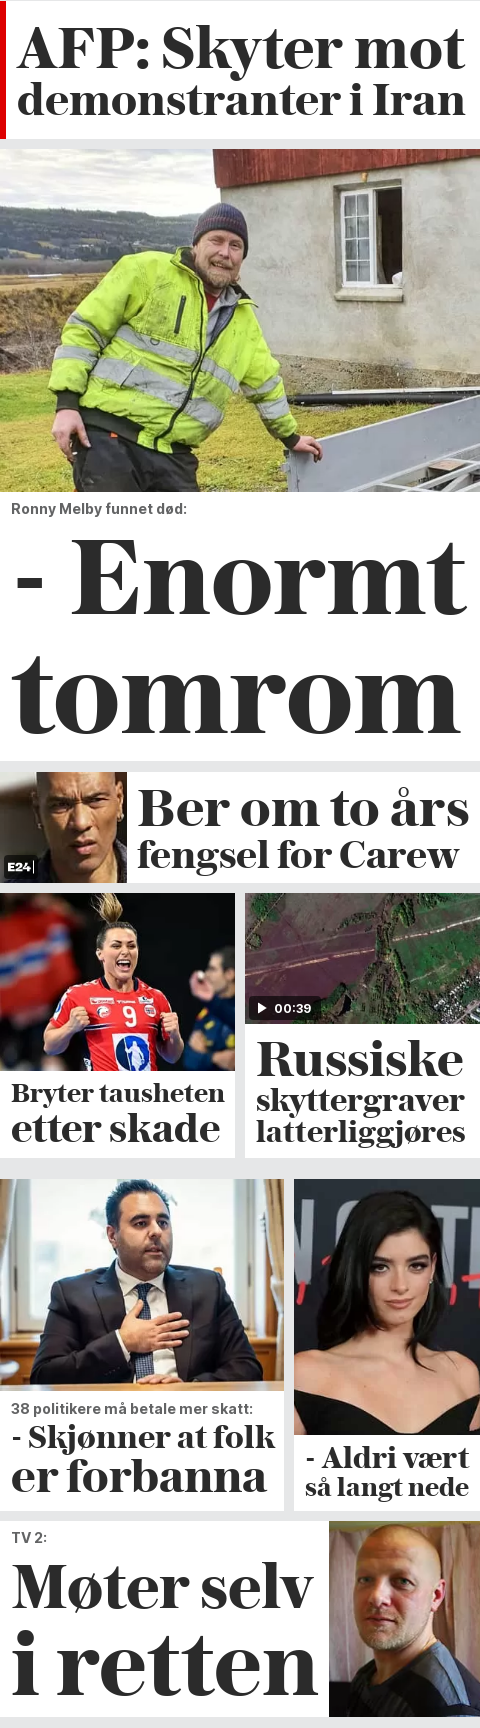 AFP: Skyter mot
demonstranter i Iran
Ronny Melby funnet død:
- Enormt
tomrom
E24
Ber om to års
fengsel for Carew
9
00:39
Bryter tausheten
etter skade
Russiske
skyttergraver
latterliggjøres
38 politikere må betale mer skatt:
- Skjønner at folk
er forbanna
- Aldri vært
så langt nede
TV 2:
Møter selv
i retten